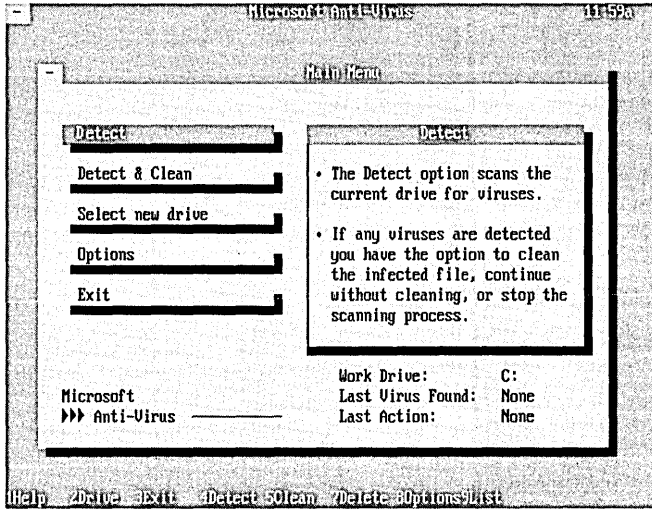 Microsoft Anti-Virus 11:59a
Main Menu
Detect
Detect & Clean
Select new drive
Options
Exit
Detect
• The Detect option scans the
current drive for viruses.
• If any viruses are detected
you have the option to clean
the infected file, continue
without cleaning, or stop the
scanning process.
Microsoft
Anti-Virus
Work Drive: C:
Last Virus Found: None
Last Action: None
1Help 2Drive 3Exit 4Detect 5Clean 7Delete 8Options9List